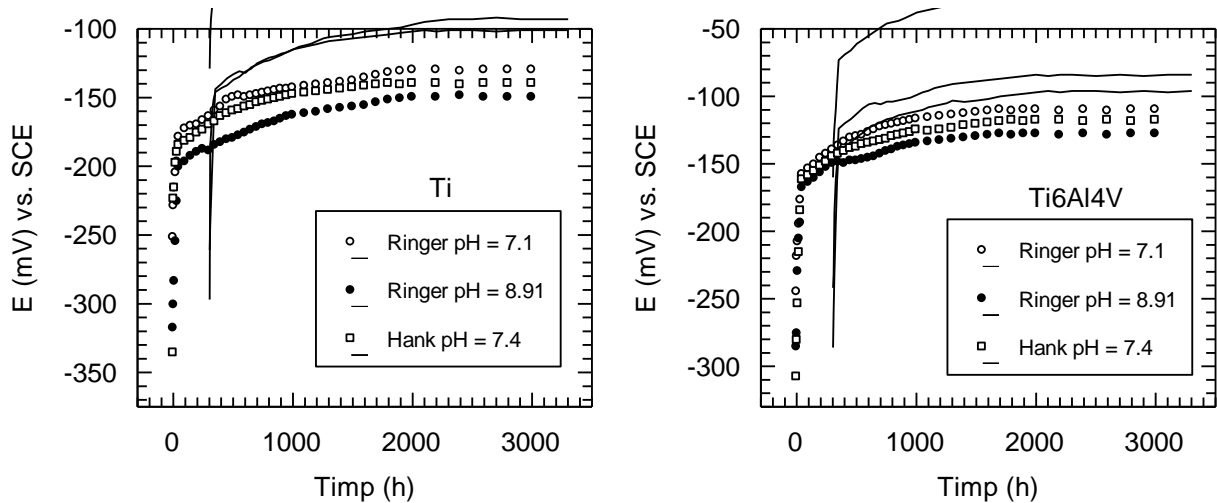 -100
-150
-200
-250
-300
-350
E (mV) vs. SCE
Ti
Ringer pH = 7.1
Ringer pH = 8.91
Hank pH = 7.4
0 1000 2000 3000
Timp (h)
-50
-100
-150
-200
-250
-300
E (mV) vs. SCE
Ti6Al4V
Ringer pH = 7.1
Ringer pH = 8.91
Hank pH = 7.4
0 1000 2000 3000
Timp (h)